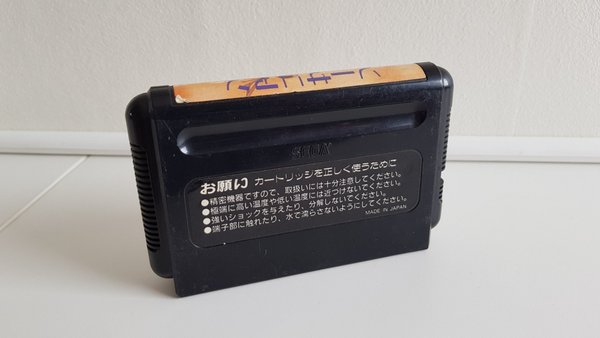 ソーサリアン
SEGA
お願い カートリッジを正しく使うために
●精密機器ですので、取扱いには十分注意してください。
●極端に高い温度や低い温度には近づけないでください。
●強いショックを与えたり、分解しないでください。
●端子部に触れたり、水で濡らさないようにしてください。
MADE IN JAPAN